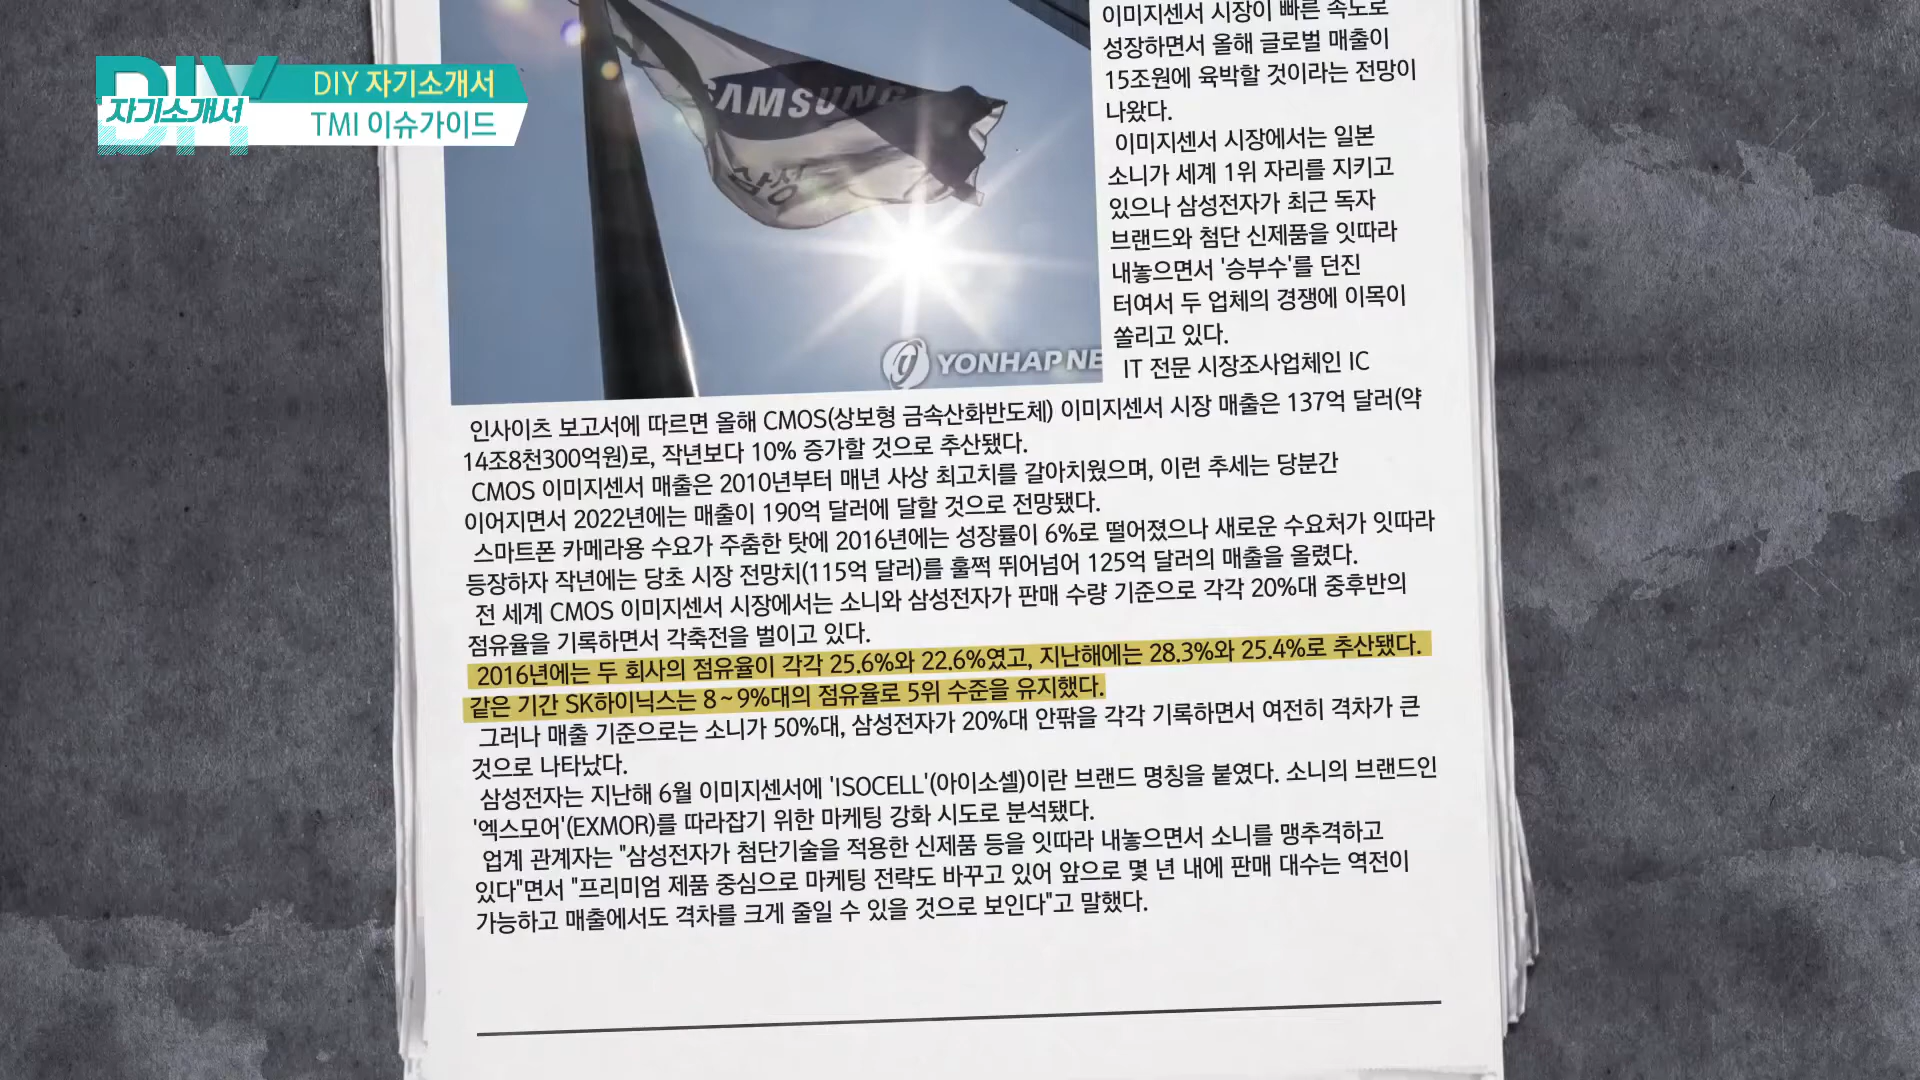 DIY
자기소개서
DIY 자기소개서
TMI 이슈가이드
SAMSUNG
삼성
YONHAP NE
이미지센서 시장이 빠른 속도로
성장하면서 올해 글로벌 매출이
15조원에 육박할 것이라는 전망이
나왔다.
이미지센서 시장에서는 일본
소니가 세계 1위 자리를 지키고
있으나 삼성전자가 최근 독자
브랜드와 첨단 신제품을 잇따라
내놓으면서 '승부수'를 던진
터여서 두 업체의 경쟁에 이목이
쏠리고 있다.
IT 전문 시장조사업체인 IC
인사이츠 보고서에 따르면 올해 CMOS(상보형 금속산화반도체) 이미지센서 시장 매출은 137억 달러(약
14조8천300억원)로, 작년보다 10% 증가할 것으로 추산됐다.
CMOS 이미지센서 매출은 2010년부터 매년 사상 최고치를 갈아치웠으며, 이런 추세는 당분간
이어지면서 2022년에는 매출이 190억 달러에 달할 것으로 전망됐다.
스마트폰 카메라용 수요가 주춤한 탓에 2016년에는 성장률이 6%로 떨어졌으나 새로운 수요처가 잇따라
등장하자 작년에는 당초 시장 전망치(115억 달러)를 훌쩍 뛰어넘어 125억 달러의 매출을 올렸다.
전 세계 CMOS 이미지센서 시장에서는 소니와 삼성전자가 판매 수량 기준으로 각각 20%대 중후반의
점유율을 기록하면서 각축전을 벌이고 있다.
2016년에는 두 회사의 점유율이 각각 25.6%와 22.6%였고, 지난해에는 28.3%와 25.4%로 추산됐다.
같은 기간 SK하이닉스는 8~9%대의 점유율로 5위 수준을 유지했다.
그러나 매출 기준으로는 소니가 50%대, 삼성전자가 20%대 안팎을 각각 기록하면서 여전히 격차가 큰
것으로 나타났다.
삼성전자는 지난해 6월 이미지센서에 'ISOCELL'(아이소셀)이란 브랜드 명칭을 붙였다. 소니의 브랜드인
'엑스모어'(EXMOR)를 따라잡기 위한 마케팅 강화 시도로 분석됐다.
업계 관계자는 "삼성전자가 첨단기술을 적용한 신제품 등을 잇따라 내놓으면서 소니를 맹추격하고
있다"면서 "프리미엄 제품 중심으로 마케팅 전략도 바꾸고 있어 앞으로 몇 년 내에 판매 대수는 역전이
가능하고 매출에서도 격차를 크게 줄일 수 있을 것으로 보인다"고 말했다.